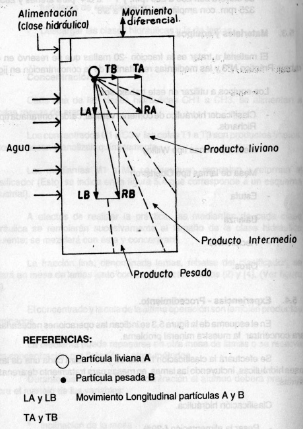 Alimentación
(clase hidráulica)
Movimiento
diferencial.
TB TA
LA RA
Agua
Producto liviano
LB RB
Producto Intermedio
Producto Pesado
REFERENCIAS:
Partícula liviana A
Partícula pesada B
LA y LB Movimiento Longitudinal partículas A y B
TA y TB